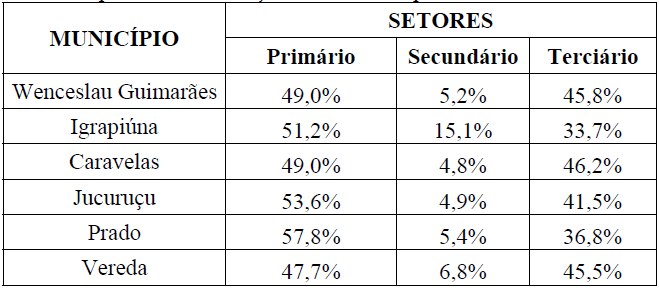 MUNICÍPIO SETORES
Primário Secundário Terciário
Wenceslau Guimarães 49,0% 5,2% 45,8%
Igrapiúna 51,2% 15,1% 33,7%
Caravelas 49,0% 4,8% 46,2%
Jucuruçu 53,6% 4,9% 41,5%
Prado 57,8% 5,4% 36,8%
Vereda 47,7% 6,8% 45,5%